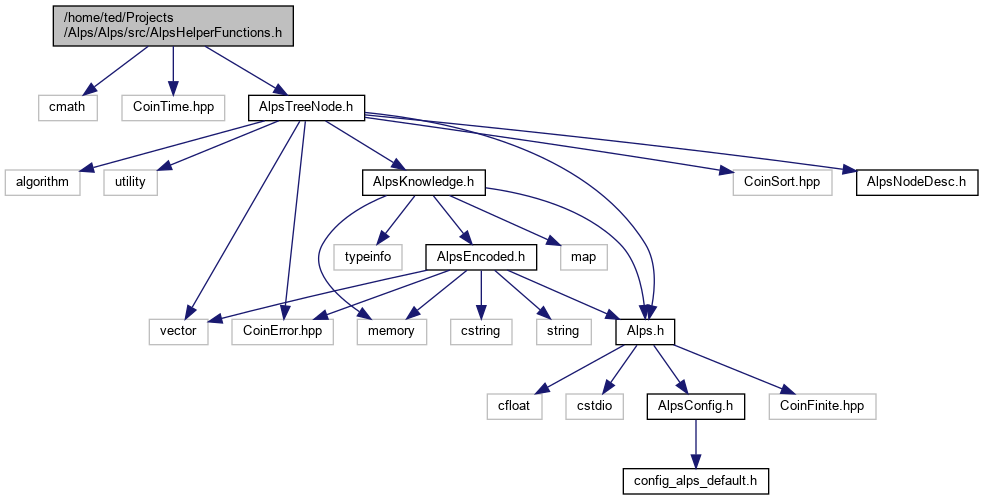 /home/ted/Projects
/Alps/Alps/src/AlpsHelperFunctions.h
cmath
CoinTime.hpp
AlpsTreeNode.h
algorithm
utility
AlpsKnowledge.h
CoinSort.hpp
AlpsNodeDesc.h
typeinfo
AlpsEncoded.h
map
vector
CoinError.hpp
memory
cstring
string
Alps.h
cfloat
cstdio
AlpsConfig.h
CoinFinite.hpp
config_alps_default.h